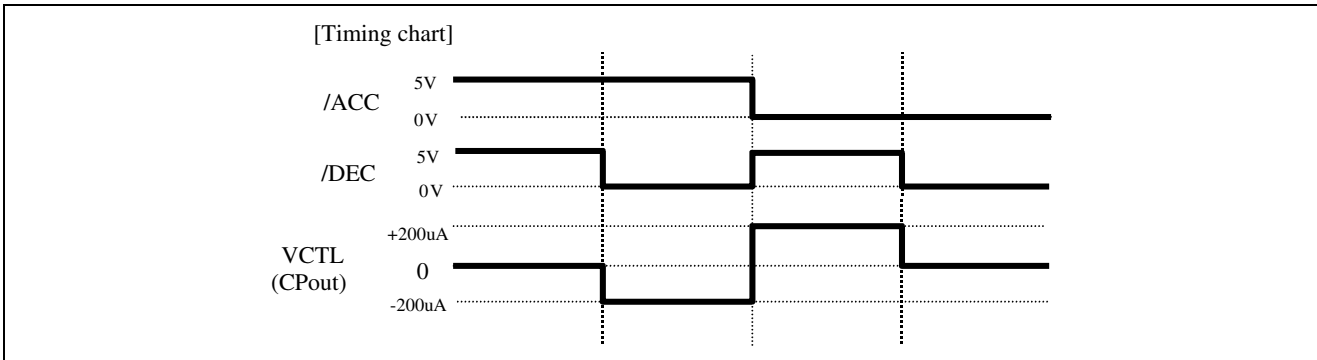 [Timing chart]
5V
/ACC
0V
5V
/DEC
0V
+200uA
VCTL
(CPout)
0
-200uA